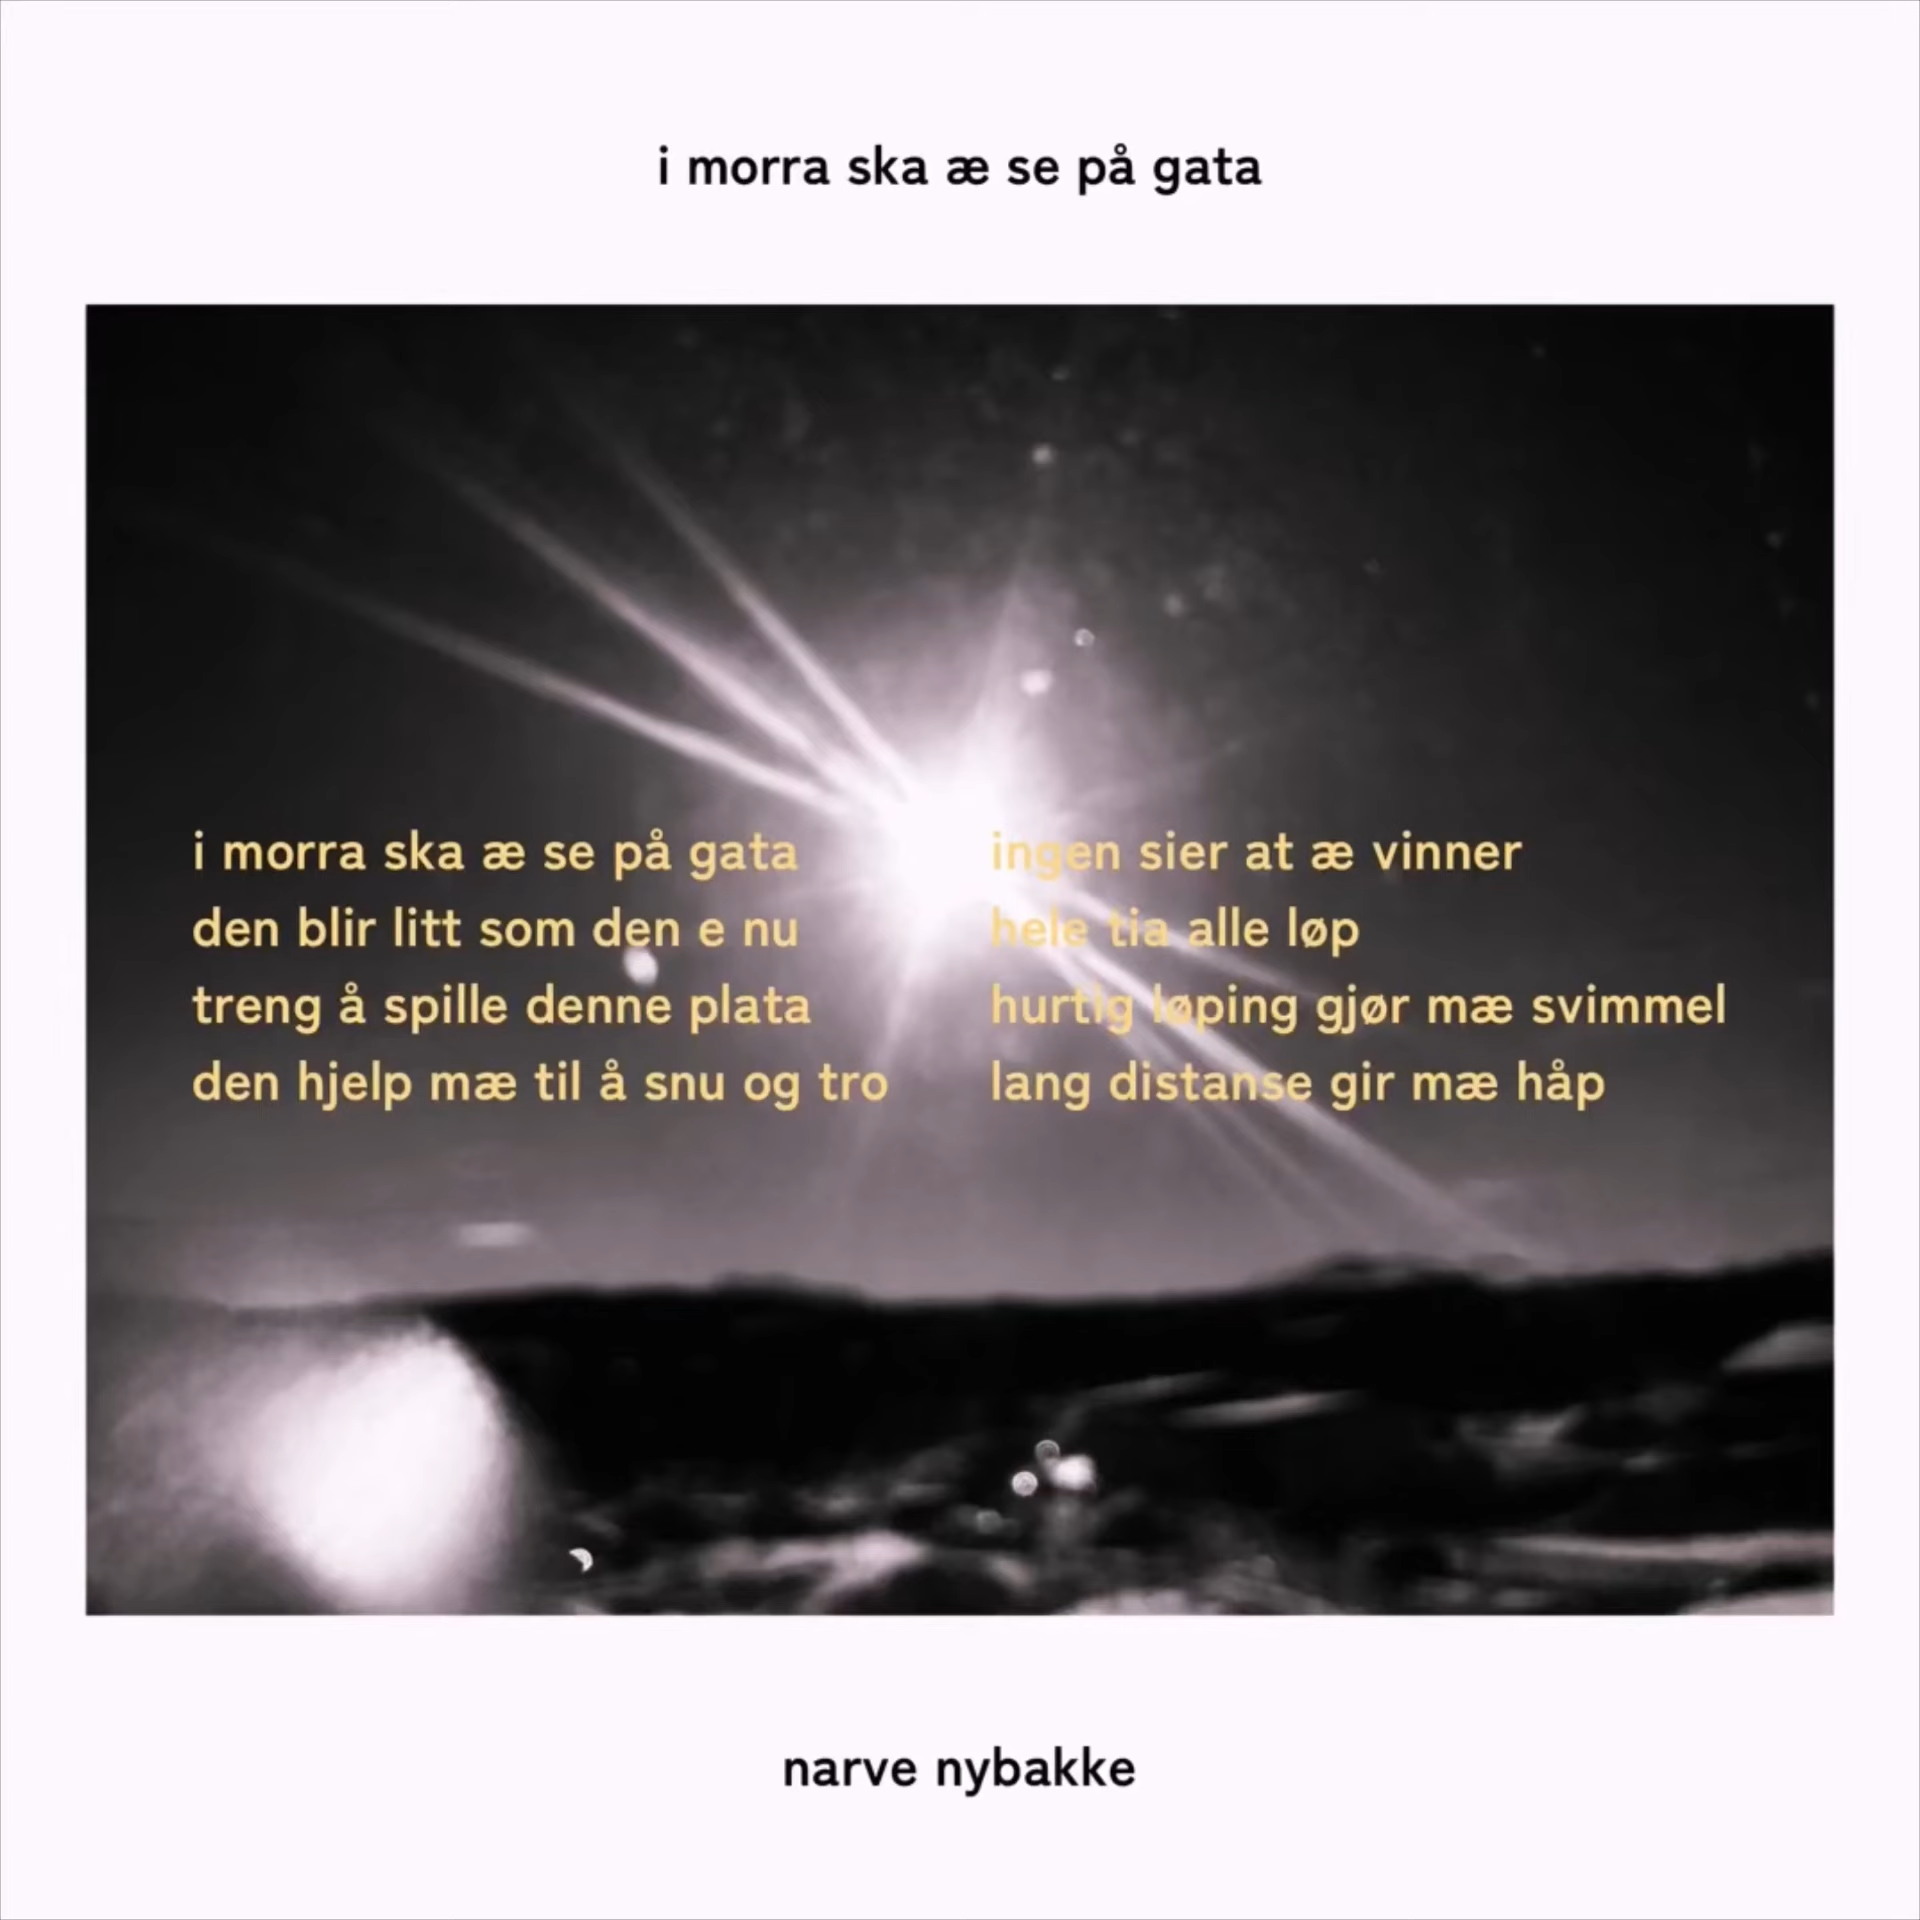 i morra ska æ se på gata
i morra ska æ se på gata
den blir litt som den e nu
treng å spille denne plata
den hjelp mæ til å snu og tro
ingen sier at æ vinner
hele tia alle løp
hurtig løping gjør mæ svimmel
lang distanse gir mæ håp
narve nybakke